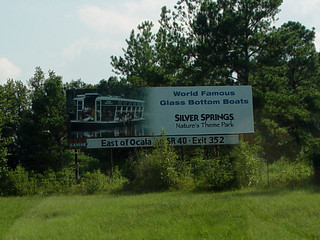 World Famous
Glass Bottom Boats
SILVER SPRINGS
Nature's Theme Park
East of Ocala SR 40 - Exit 352